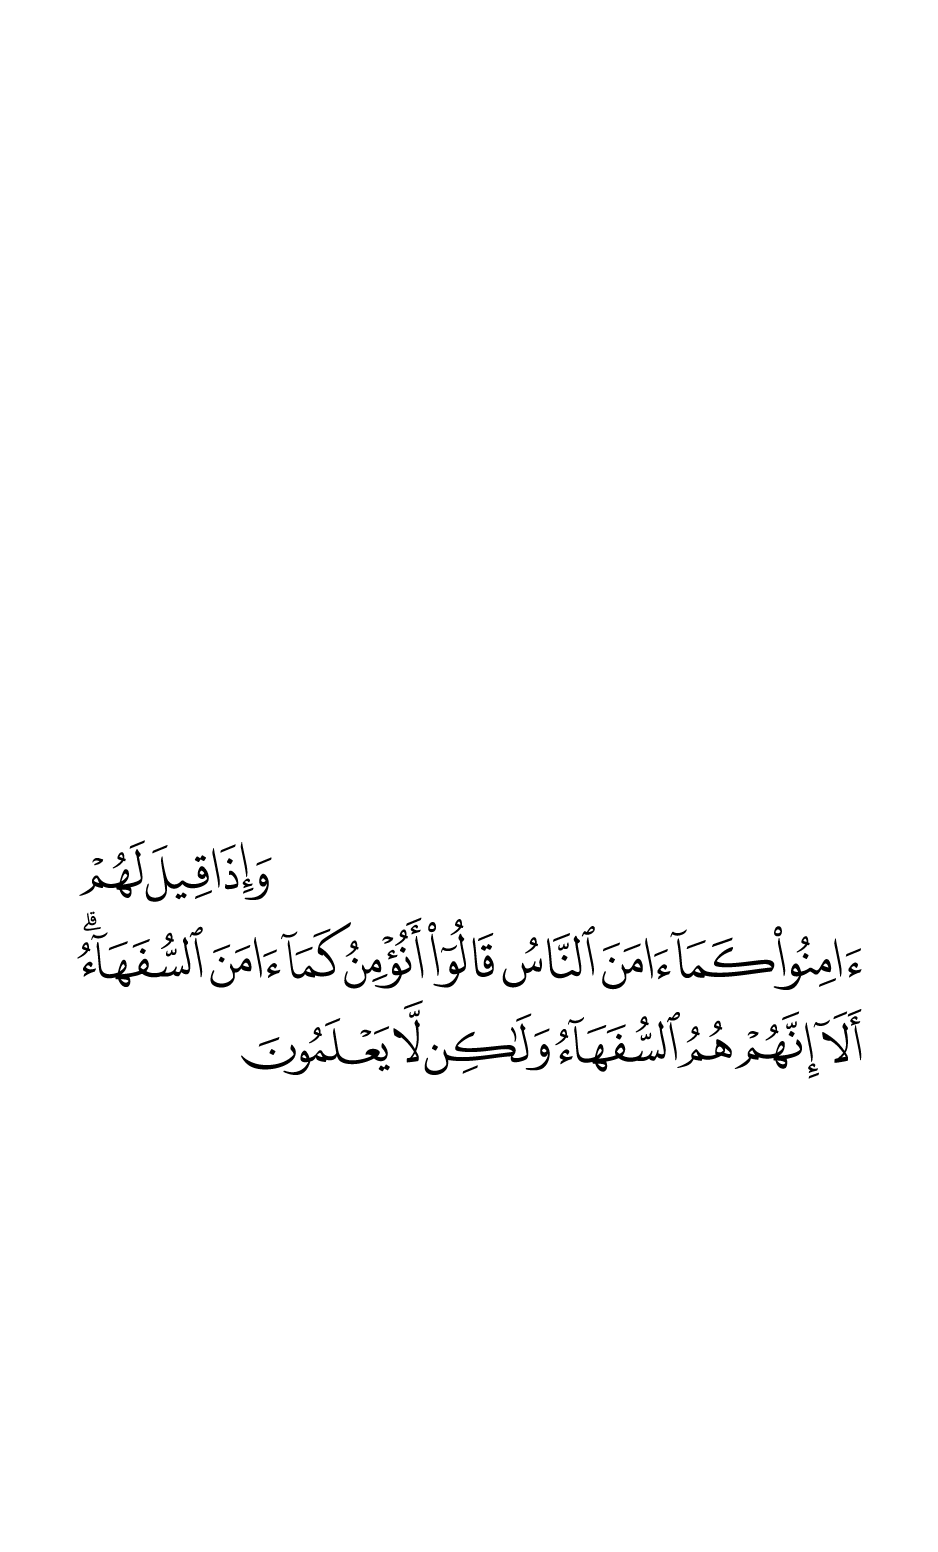 وَإِذَا قِيلَ لَهُمۡ
ءَامِنُواْ كَمَآ ءَامَنَ ٱلنَّاسُ قَالُوٓاْ أَنُؤۡمِنُ كَمَآ ءَامَنَ ٱلسُّفَهَآءُۗ
أَلَآ إِنَّهُمۡ هُمُ ٱلسُّفَهَآءُ وَلَٰكِن لَّا يَعۡلَمُونَ